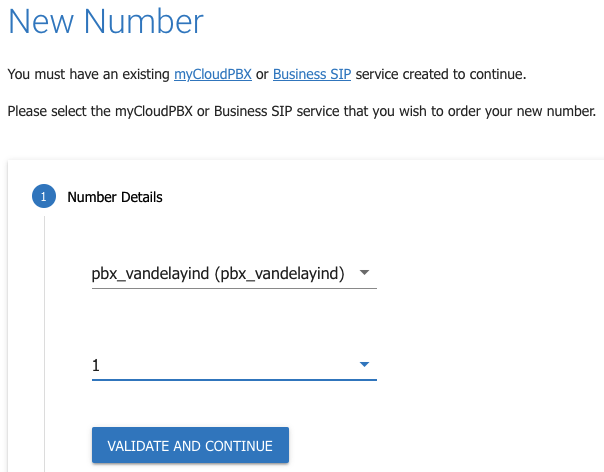 New Number
You must have an existing myCloudPBX or Business SIP service created to continue.
Please select the myCloudPBX or Business SIP service that you wish to order your new number.
1 Number Details
pbx_vandelayind (pbx_vandelayind)
1
VALIDATE AND CONTINUE